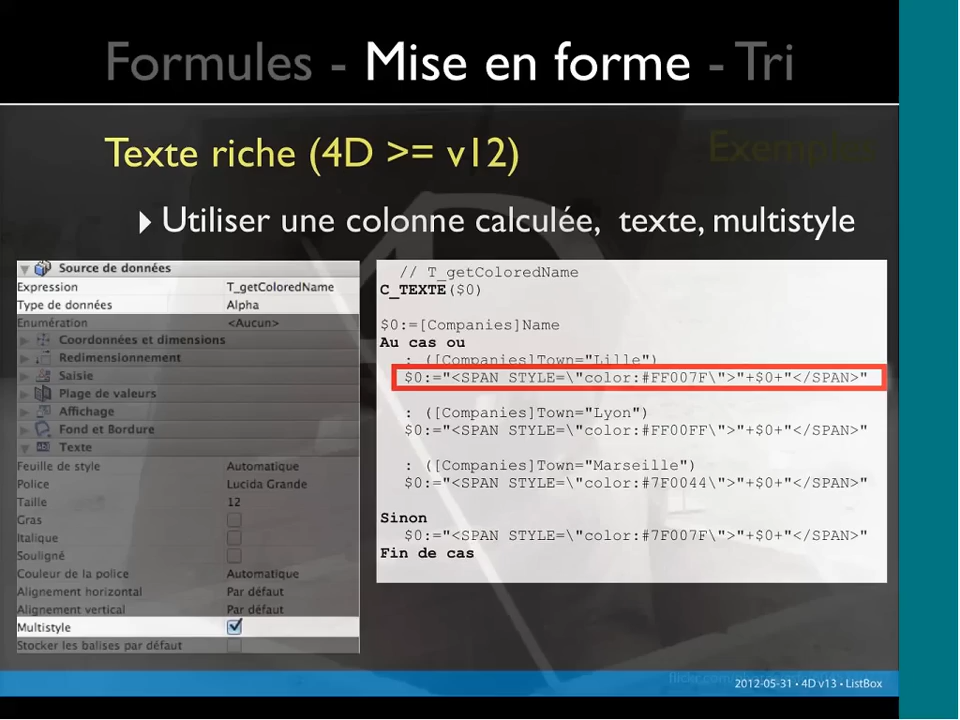 Formules - Mise en forme - Tri
Texte riche (4D >= v12)
Exemples
Utiliser une colonne calculée, texte, multistyle
Source de données
Expression T_getColoredName
Type de données Alpha
Enumération <Aucun>
Coordonnées et dimensions
Redimensionnement
Saisie
Plage de valeurs
Affichage
Fond et Bordure
Texte
Feuille de style Automatique
Police Lucida Grande
Taille 12
Gras
Italique
Souligné
Couleur de la police Automatique
Alignement horizontal Par défaut
Alignement vertical Par défaut
Multistyle
Stocker les balises par défaut
// T_getColoredName
C_TEXTE($0)
$0:=[Companies]Name
Au cas ou
: ([Companies]Town="Lille")
$0:="<SPAN STYLE=\"color:#FF007F\">"+$0+"</SPAN>"
: ([Companies]Town="Lyon")
$0:="<SPAN STYLE=\"color:#FF00FF\">"+$0+"</SPAN>"
: ([Companies]Town="Marseille")
$0:="<SPAN STYLE=\"color:#7F0044\">"+$0+"</SPAN>"
Sinon
$0:="<SPAN STYLE=\"color:#7F007F\">"+$0+"</SPAN>"
Fin de cas
2012-05-31 • 4D v13 • ListBox